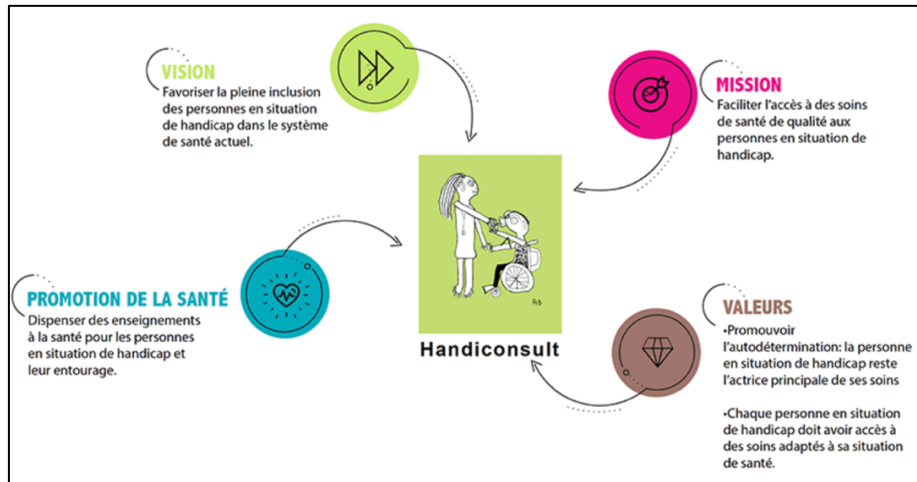 VISION
Favoriser la pleine inclusion
des personnes en situation
de handicap dans le système
de santé actuel.
MISSION
Faciliter l'accès à des soins
de santé de qualité aux
personnes en situation de
handicap.
PROMOTION DE LA SANTÉ
Dispenser des enseignements
à la santé pour les personnes
en situation de handicap et
leur entourage.
Handiconsult
VALEURS
•Promouvoir
l'autodétermination: la personne
en situation de handicap reste
l'actrice principale de ses soins
•Chaque personne en situation
de handicap doit avoir accès à
des soins adaptés à sa situation
de santé.